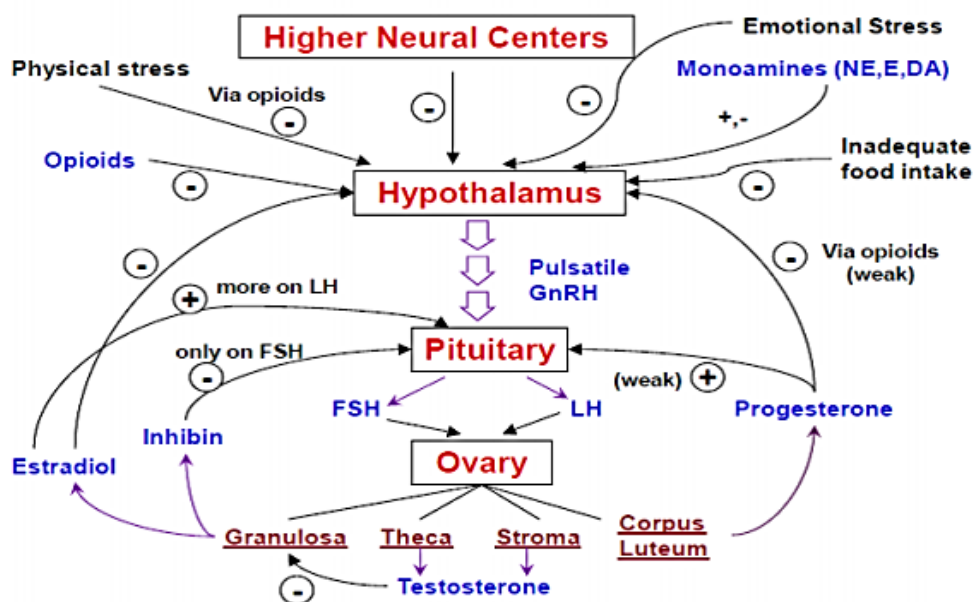 Higher Neural Centers
Emotional Stress
Physical stress
Monoamines (NE,E,DA)
Via opioids
-
-
-
+,-
Opioids
-
Inadequate
food intake
-
Hypothalamus
-
Via opioids
(weak)
-
Pulsatile
GnRH
+
more on LH
Pituitary
only on FSH
-
(weak)
+
FSH
LH
Progesterone
Inhibin
Estradiol
Ovary
Granulosa
Theca
Stroma
Corpus
Luteum
-
Testosterone